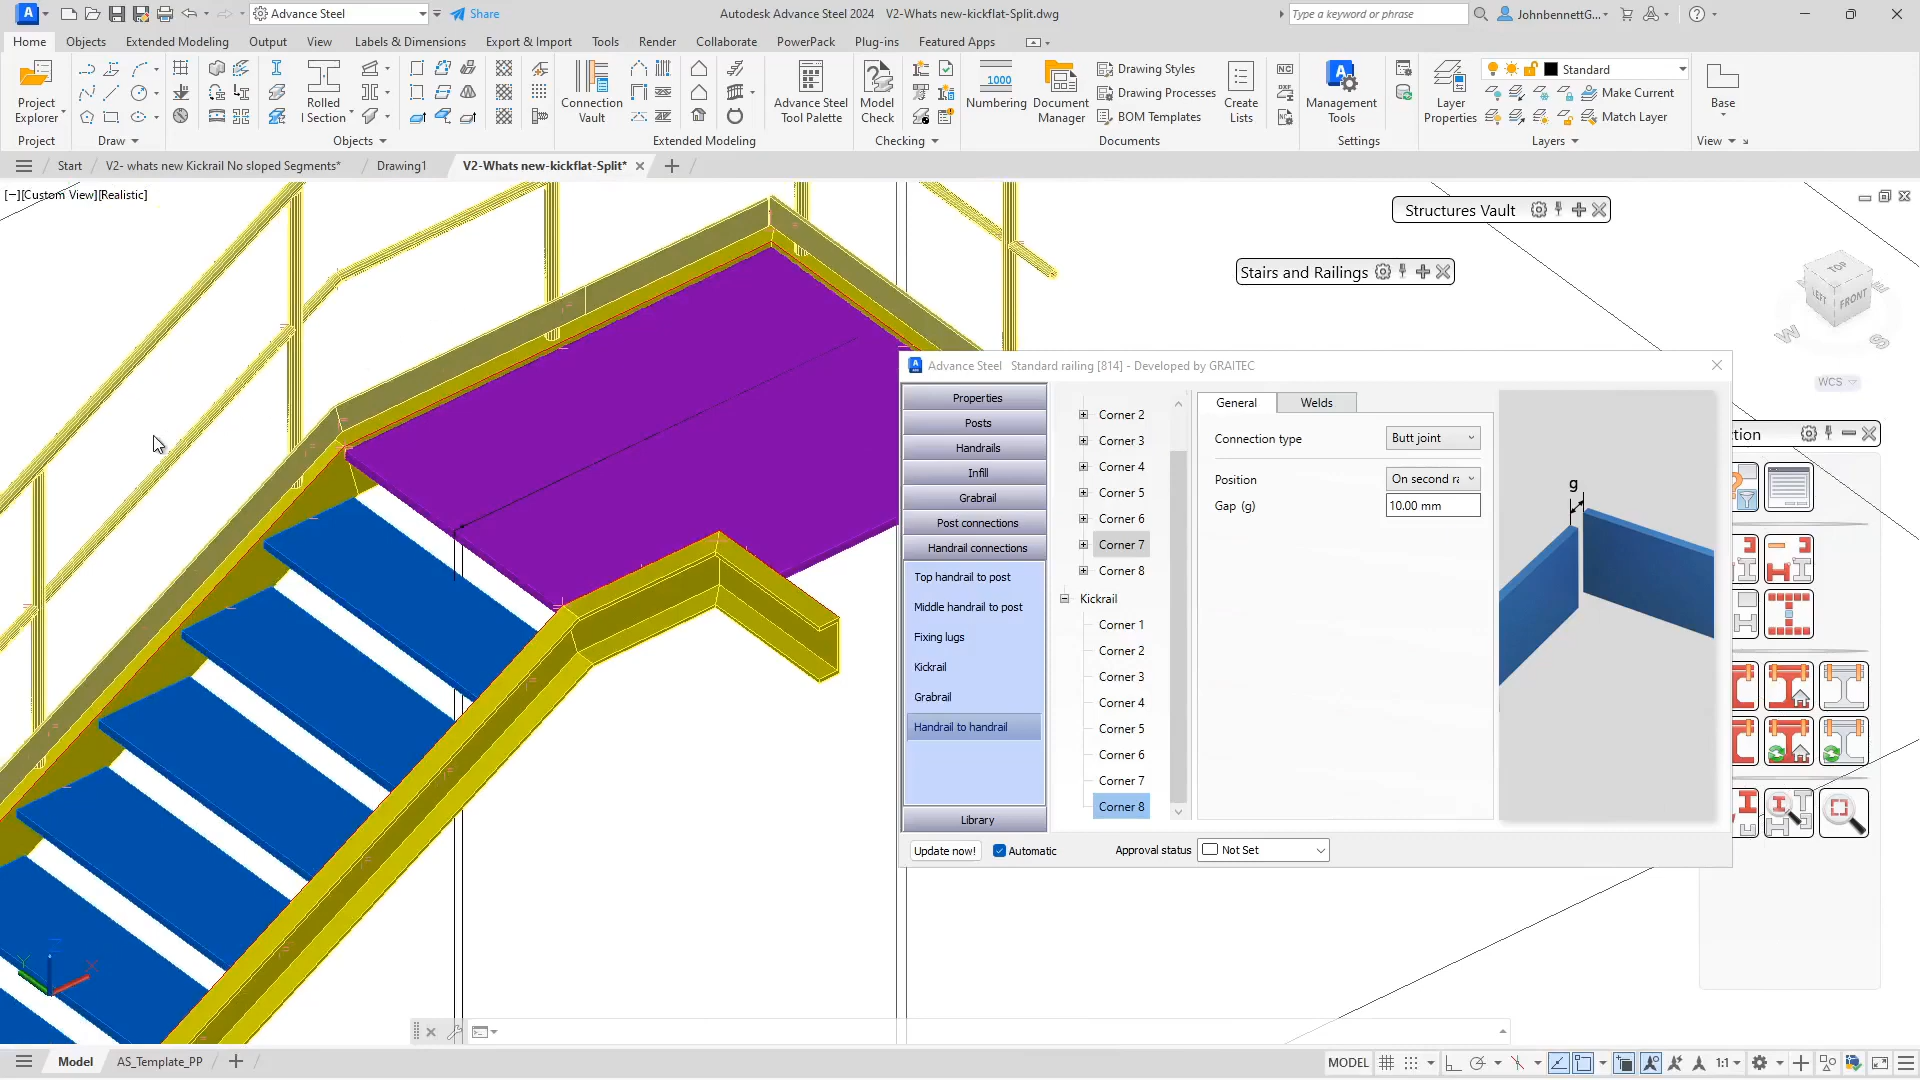 A
Advance Steel
Share
Autodesk Advance Steel 2024 V2-Whats new-kickflat-Split.dwg
Type a keyword or phrase
JohnbennettG...
Home
Objects
Extended Modeling
Output
View
Labels & Dimensions
Export & Import
Tools
Render
Collaborate
PowerPack
Plug-ins
Featured Apps
Project
Explorer
Rolled
I Section
Connection
Vault
Advance Steel
Tool Palette
Model
Check
1000
Numbering
Document
Manager
Drawing Styles
Drawing Processes
BOM Templates
Create
Lists
NC
DXF
Management
Tools
Layer
Properties
Standard
Make Current
Match Layer
Base
Project
Draw
Objects
Extended Modeling
Checking
Documents
Settings
Layers
View
Start
V2- whats new Kickrail No sloped Segments*
Drawing1
V2-Whats new-kickflat-Split*
[−][Custom View][Realistic]
Structures Vault
Stairs and Railings
TOP
LEFT
FRONT
E
W
S
WCS
ction
Advance Steel Standard railing [814] - Developed by GRAITEC
Properties
Posts
Handrails
Infill
Grabrail
Post connections
Handrail connections
Top handrail to post
Middle handrail to post
Fixing lugs
Kickrail
Grabrail
Handrail to handrail
Library
Corner 2
Corner 3
Corner 4
Corner 5
Corner 6
Corner 7
Corner 8
Kickrail
Corner 1
Corner 2
Corner 3
Corner 4
Corner 5
Corner 6
Corner 7
Corner 8
General
Welds
Connection type
Butt joint
Position
On second ra
Gap (g)
10.00 mm
g
Update now!
Automatic
Approval status
Not Set
Y
X
Model
AS_Template_PP
MODEL
1:1